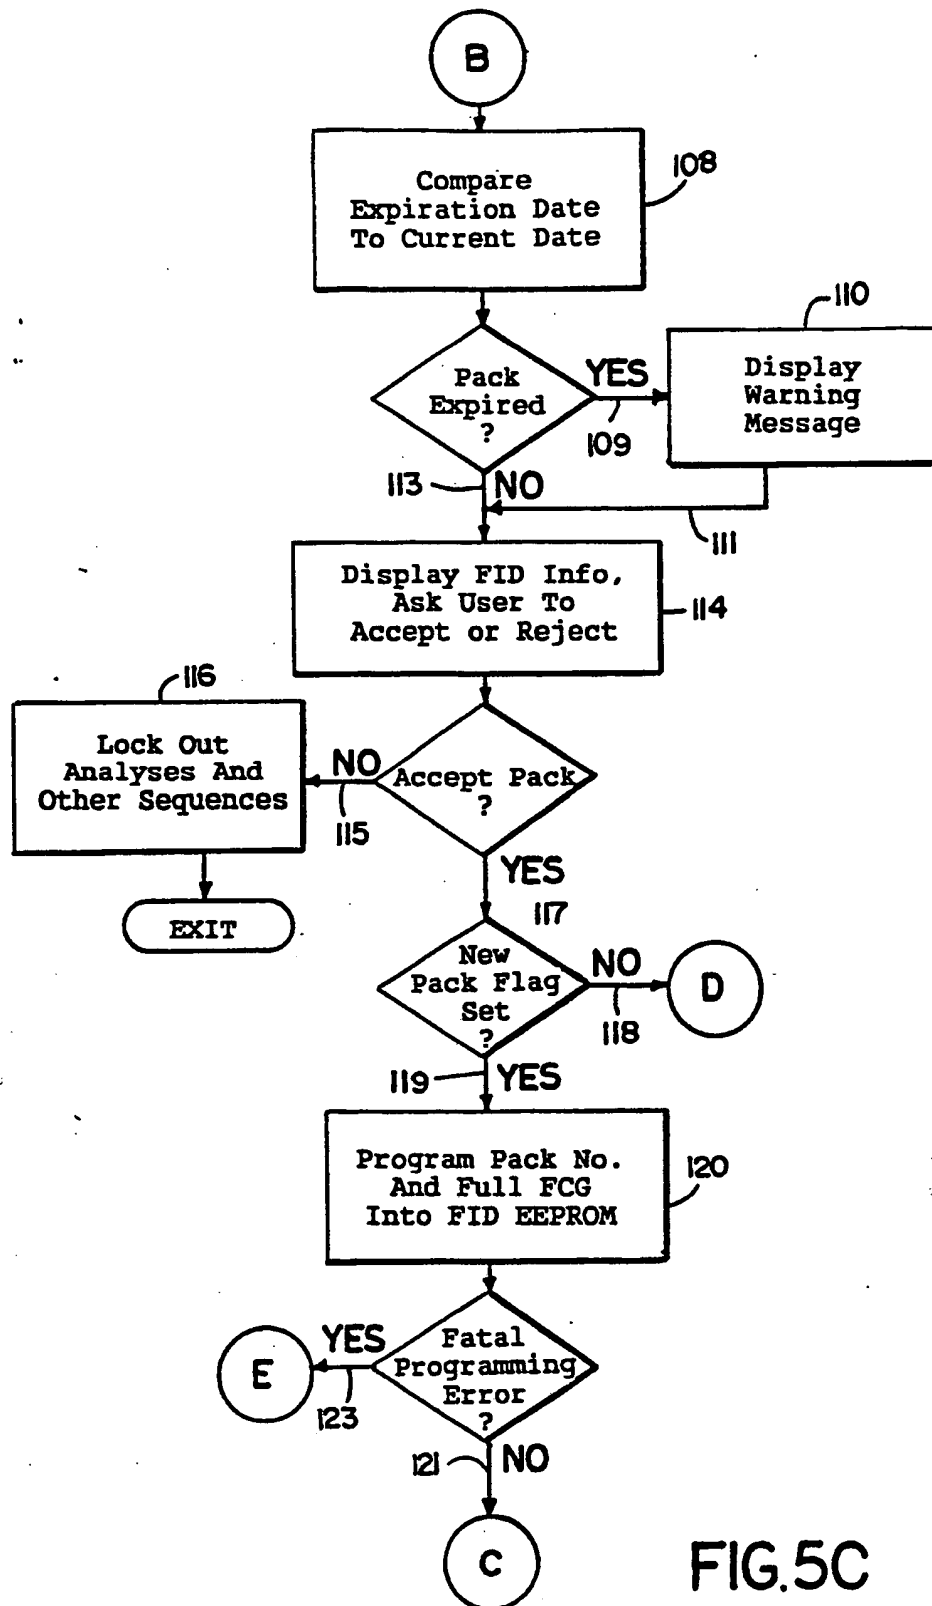 B
Compare
Expiration Date
To Current Date
108
Pack
Expired
?
YES
109
110
Display
Warning
Message
113
NO
111
Display FID Info,
Ask User To
Accept or Reject
114
116
Lock Out
Analyses And
Other Sequences
NO
115
Accept Pack
?
EXIT
YES
117
New
Pack Flag
Set
?
NO
118
D
119
YES
Program Pack No.
And Full FCG
Into FID EEPROM
120
Fatal
Programming
Error
?
YES
123
E
121
NO
C
FIG.5C